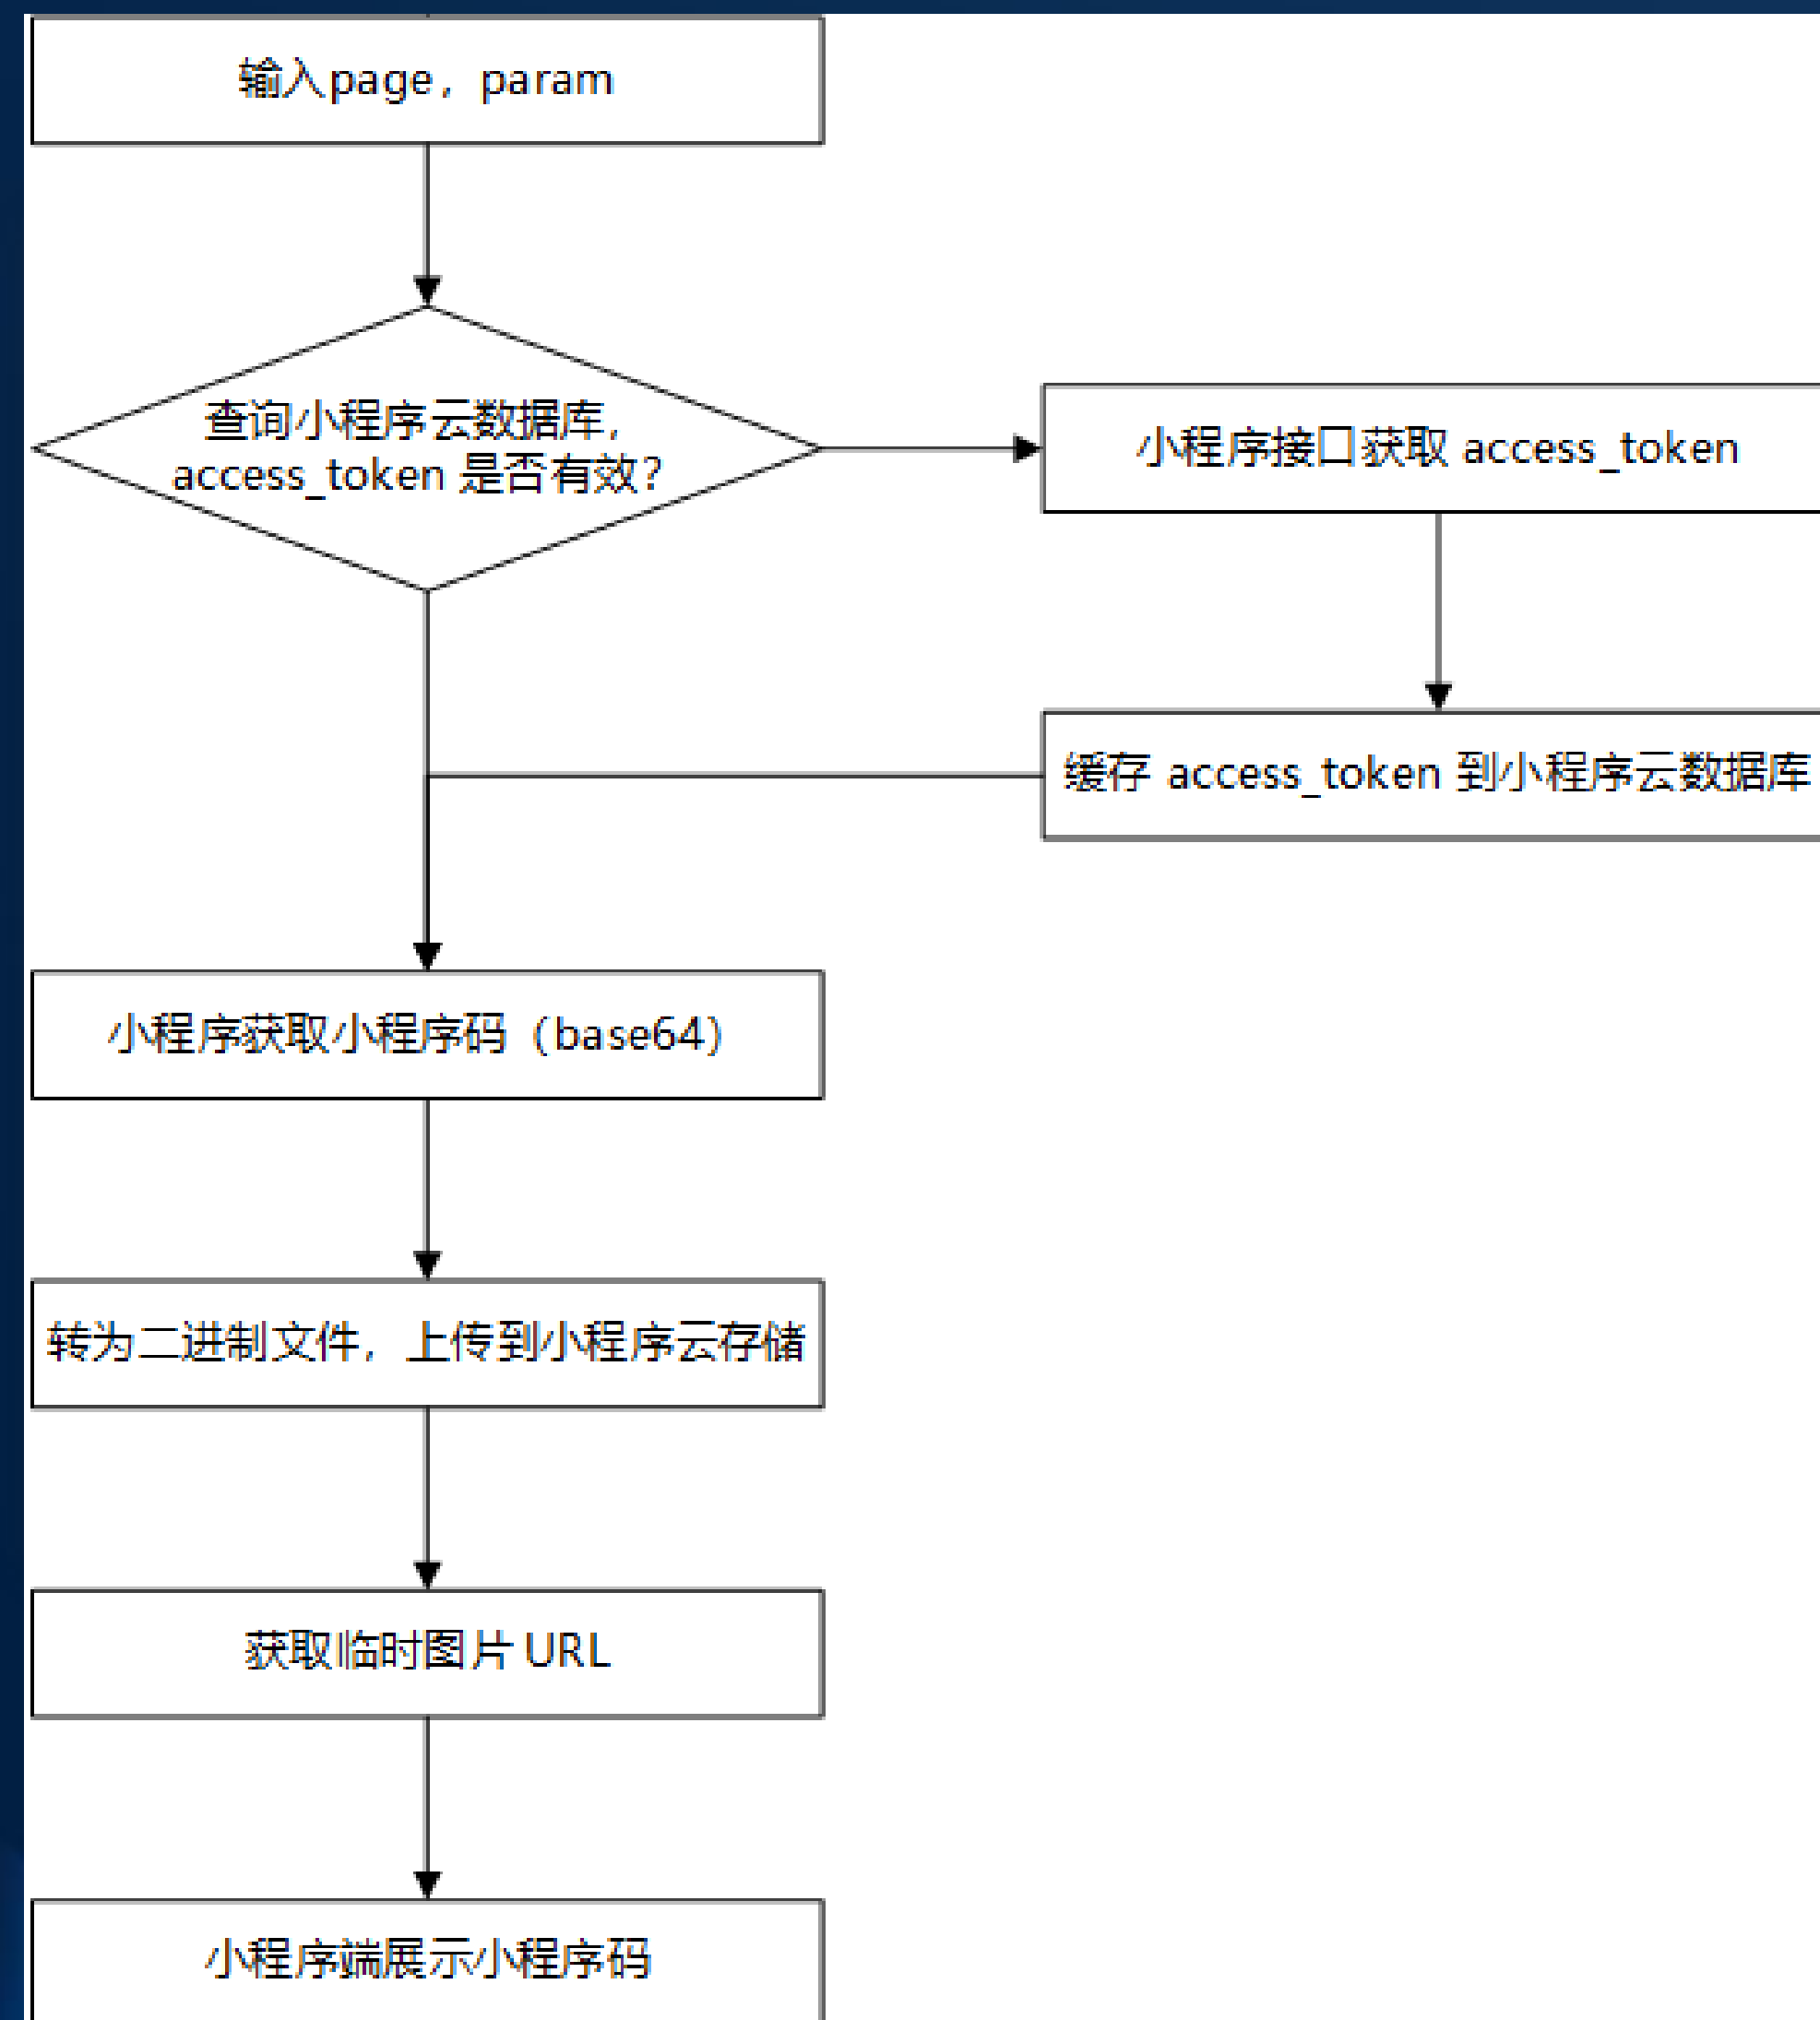 输入page，param
查询小程序云数据库，
access_token 是否有效？
小程序接口获取 access_token
缓存 access_token 到小程序云数据库
小程序获取小程序码（base64）
转为二进制文件，上传到小程序云存储
获取临时图片 URL
小程序端展示小程序码